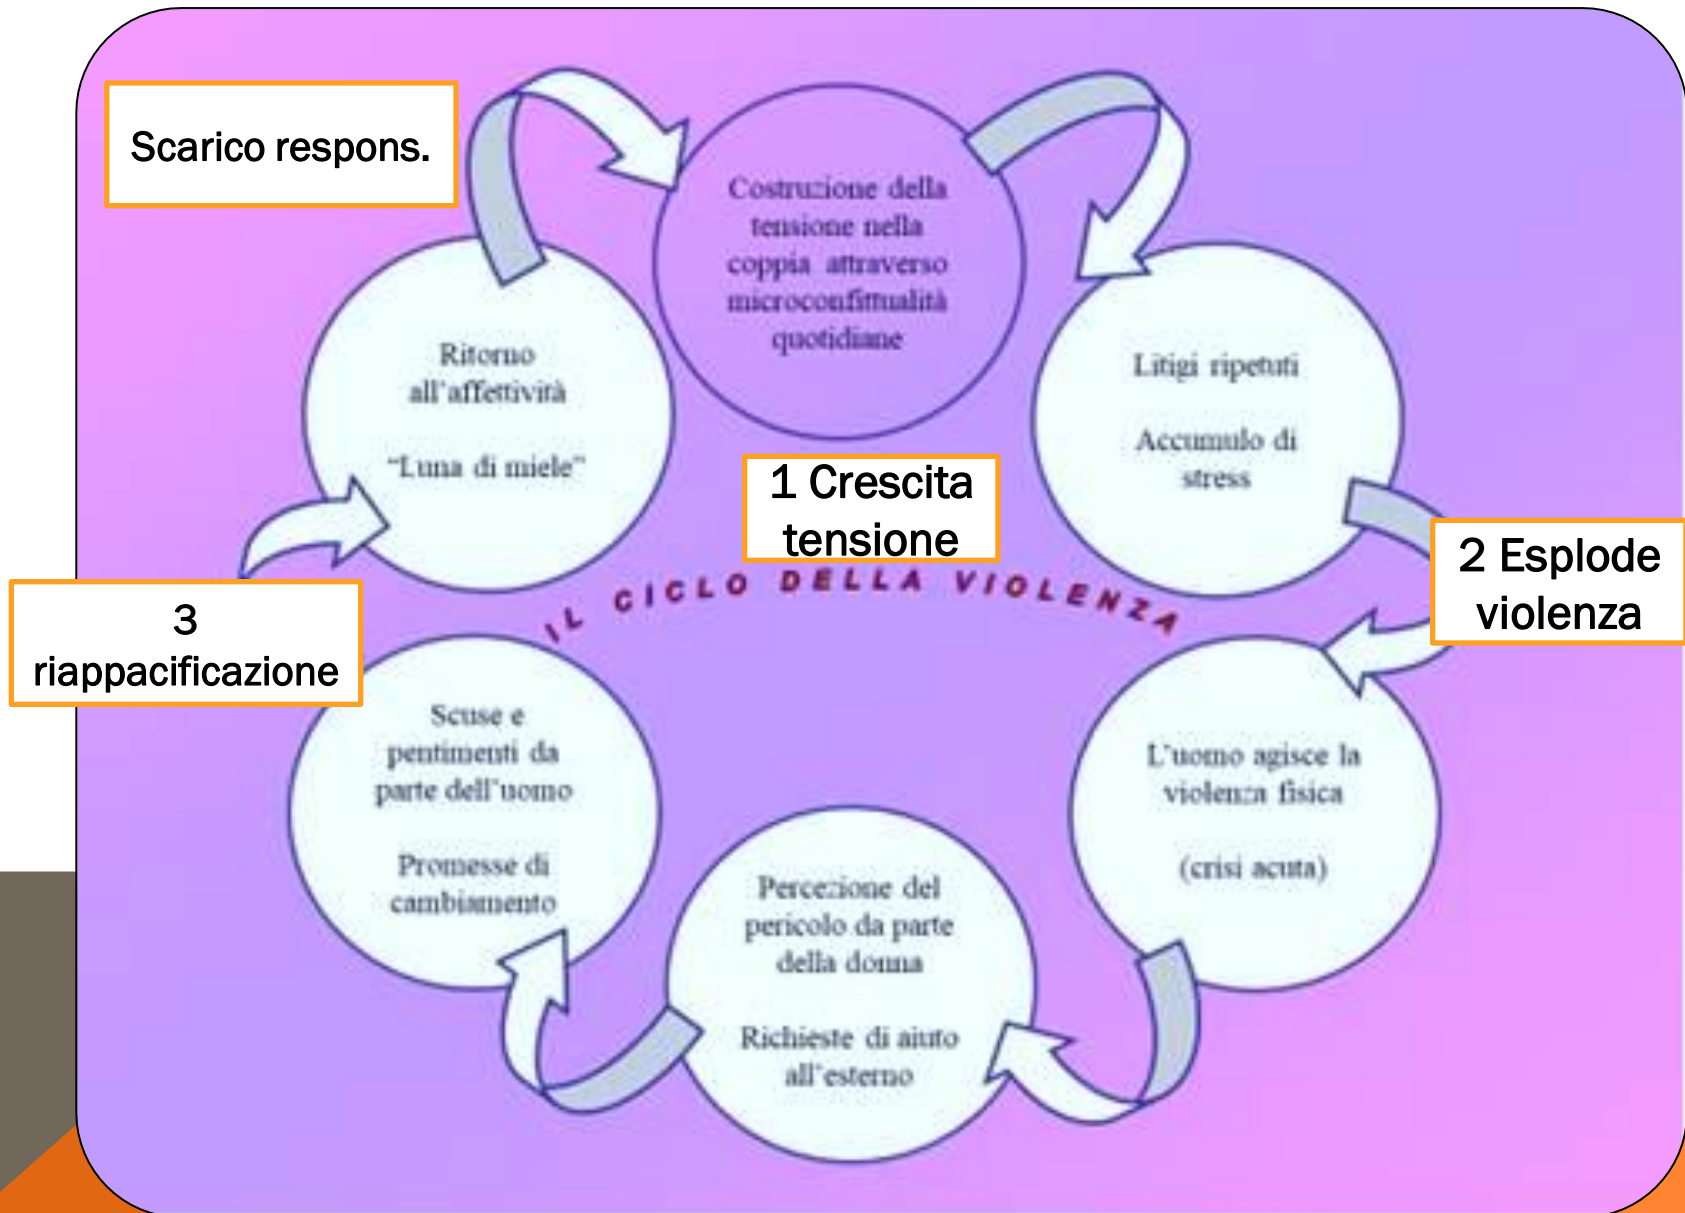 Scarico respons.
Costruzione della
tensione nella
coppia attraverso
microconfittualità
quotidiane
Litigi ripetuti
Accumulo di
stress
Ritorno
all'affettività
“Luna di miele”
1 Crescita
tensione
2 Esplode
violenza
IL CICLO DELLA VIOLENZA
3
riappacificazione
L'uomo agisce la
violenza fisica
(crisi acuta)
Percezione del
pericolo da parte
della donna
Richieste di aiuto
all'esterno
Scuse e
pentimenti da
parte dell'uomo
Promesse di
cambiamento